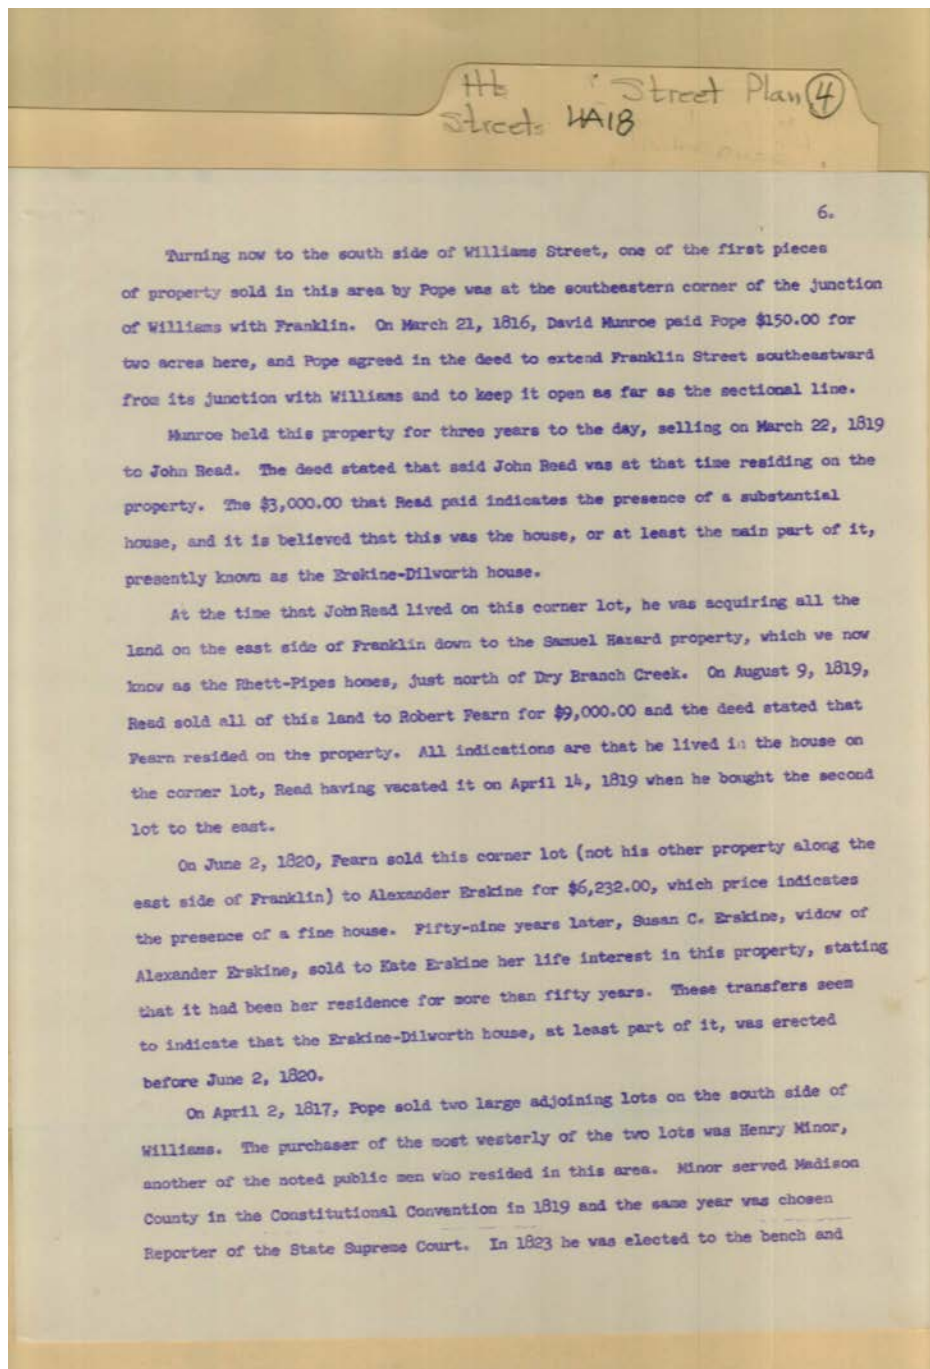 Street Plan 4
Streets HA18
6.
Turning now to the south side of Williams Street, one of the first pieces
of property sold in this area by Pope was at the southeastern corner of the junction
of Williams with Franklin. On March 21, 1816, David Munroe paid Pope $150.00 for
two acres here, and Pope agreed in the deed to extend Franklin Street southeastward
from its junction with Williams and to keep it open as far as the sectional line.
Munroe held this property for three years to the day, selling on March 22, 1819
to John Read. The deed stated that said John Read was at that time residing on the
property. The $3,000.00 that Read paid indicates the presence of a substantial
house, and it is believed that this was the house, or at least the main part of it,
presently known as the Erskine-Dilworth house.
At the time that John Read lived on this corner lot, he was acquiring all the
land on the east side of Franklin down to the Samuel Hazard property, which we now
know as the Rhett-Pipes homes, just north of Dry Branch Creek. On August 9, 1819,
Read sold all of this land to Robert Fearn for $9,000.00 and the deed stated that
Fearn resided on the property. All indications are that he lived in the house on
the corner lot, Read having vacated it on April 14, 1819 when he bought the second
lot to the east.
On June 2, 1820, Fearn sold this corner lot (not his other property along the
east side of Franklin) to Alexander Erskine for $6,232.00, which price indicates
the presence of a fine house. Fifty-nine years later, Susan C. Erskine, widow of
Alexander Erskine, sold to Kate Erskine her life interest in this property, stating
that it had been her residence for more than fifty years. These transfers seem
to indicate that the Erskine-Dilworth house, at least part of it, was erected
before June 2, 1820.
On April 2, 1817, Pope sold two large adjoining lots on the south side of
Williams. The purchaser of the most westerly of the two lots was Henry Minor,
another of the noted public men who resided in this area. Minor served Madison
County in the Constitutional Convention in 1819 and the same year was chosen
Reporter of the State Supreme Court. In 1823 he was elected to the bench and